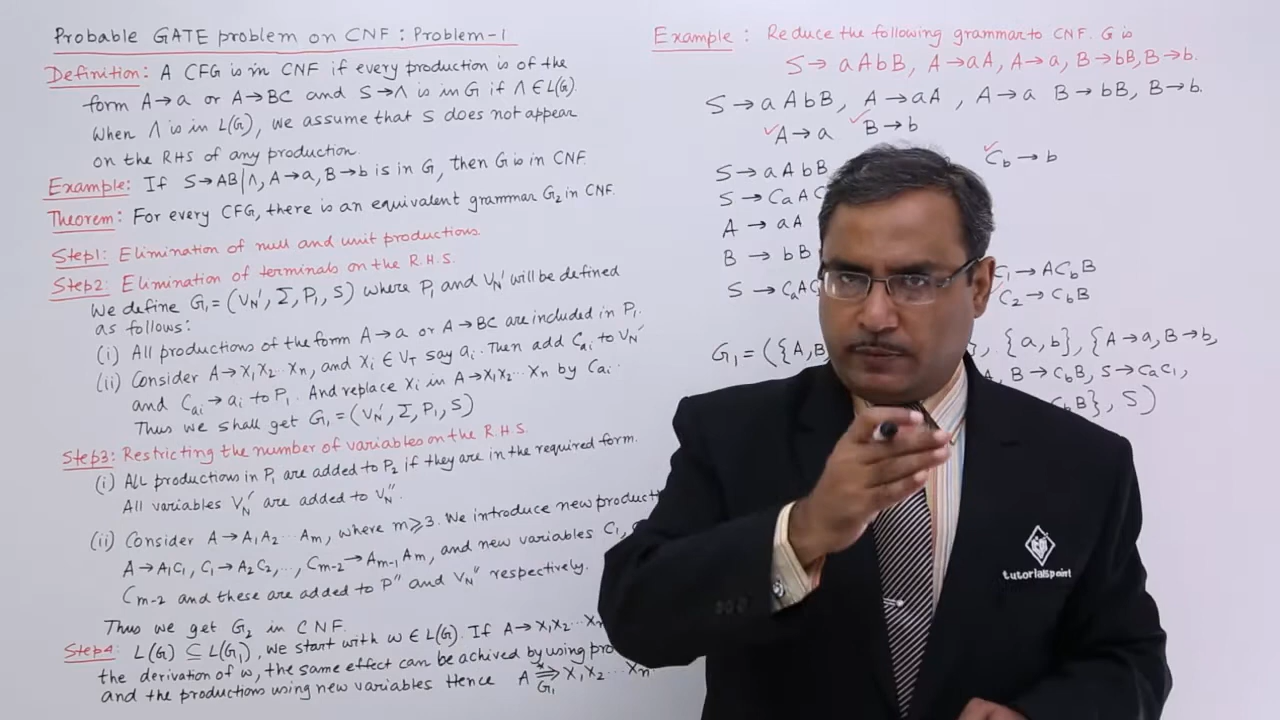 Probable GATE problem on CNF : Problem-1
Definition: A CFG is in CNF if every production is of the
form A→a or A→BC and S→Λ is in G if Λ∈L(G).
When Λ is in L(G), we assume that S does not appear
on the RHS of any production.
Example: If S→AB|Λ, A→a, B→b is in G, then G is in CNF.
Theorem: For every CFG, there is an equivalent grammar G₂ in CNF.
Step1: Elimination of null and unit productions.
Step2: Elimination of terminals on the R.H.S.
We define G₁=(V_N', Σ, P₁, S) where P₁ and V_N' will be defined
as follows:
(i) All productions of the form A→a or A→BC are included in P₁.
(ii) Consider A→X₁X₂...Xn, and Xi ∈ V_T say ai. Then add Cai to V_N'
and Cai→ai to P₁. And replace Xi in A→X₁X₂...Xn by Cai.
Thus we shall get G₁=(V_N', Σ, P₁, S)
Step3: Restricting the number of variables on the R.H.S.
(i) All productions in P₁ are added to P₂ if they are in the required form.
All variables V_N' are added to V_N''.
(ii) Consider A→A₁A₂...Am, where m⩾3. We introduce new
A→A₁C₁, C₁→A₂C₂,..., Cm-2→Am-1Am, and new variables C₁,
Cm-2 and these are added to P'' and V_N'' respectively.
Thus we get G₂ in CNF.
Step4: L(G) ⊆ L(G₁), we start with w∈L(G). If A→X₁X₂...Xn
the derivation of w, the same effect can be achived by using
and the productions using new variables Hence A ⇒* G₁ X₁X₂...Xn.
Example : Reduce the following grammar to CNF. G is
S→aAbB, A→aA, A→a, B→bB, B→b.
S→aAbB, A→aA, A→a B→bB, B→b.
✓A→a ✓B→b
S→aAbB ✓Cb→b
S→CaAC
A→aA
B→bB
S→CaAC C₁→ACbB
C₂→CbB
G₁=({A,B, }, {a,b}, {A→a, B→b,
A, B→CbB, S→CaC₁,
CbB}, S)
tutorialspoint